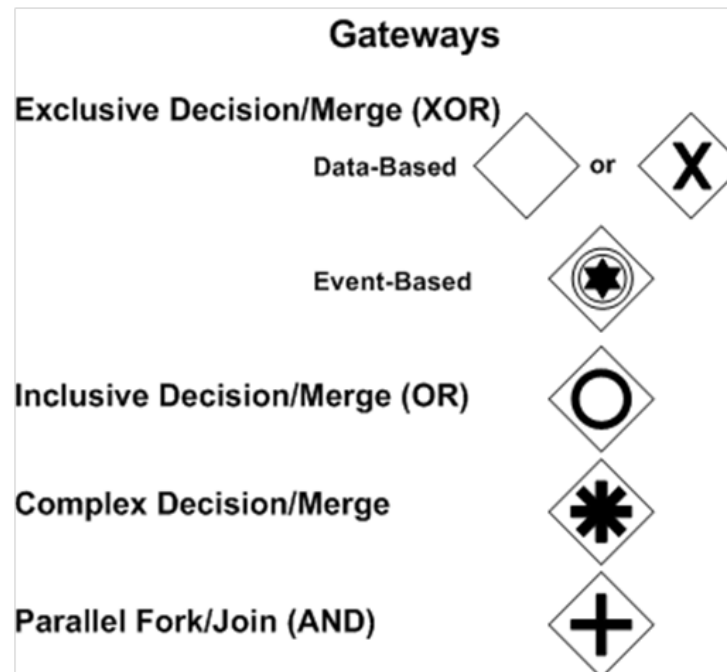 Gateways
Exclusive Decision/Merge (XOR)
Data-Based or X
Event-Based
Inclusive Decision/Merge (OR)
Complex Decision/Merge
Parallel Fork/Join (AND)